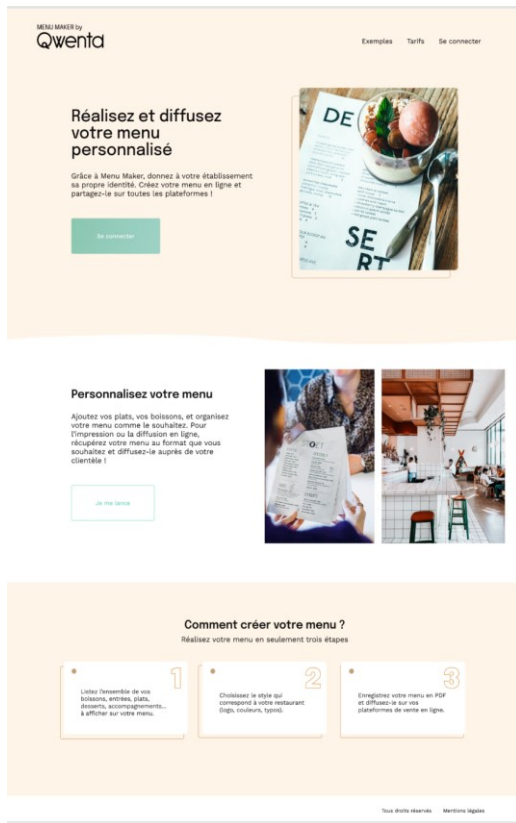 MENU MAKER by
Qwenta
Exemples Tarifs Se connecter
Réalisez et diffusez
votre menu
personnalisé
Grâce à Menu Maker, donnez à votre établissement
sa propre identité. Créez votre menu en ligne et
partagez-le sur toutes les plateformes !
Se connecter
DE
SE
RT
Personnalisez votre menu
Ajoutez vos plats, vos boissons, et organisez
votre menu comme le souhaitez. Pour
l'impression ou la diffusion en ligne,
récupérez votre menu au format que vous
souhaitez et diffusez-le auprès de votre
clientèle !
Je me lance
Comment créer votre menu ?
Réalisez votre menu en seulement trois étapes
1
Listez l'ensemble de vos
boissons, entrées, plats,
desserts, accompagnements...
à afficher sur votre menu.
2
Choisissez le style qui
correspond à votre restaurant
(logo, couleurs, typos).
3
Enregistrez votre menu en PDF
et diffusez-le sur vos
plateformes de vente en ligne.
Tous droits réservés Mentions légales